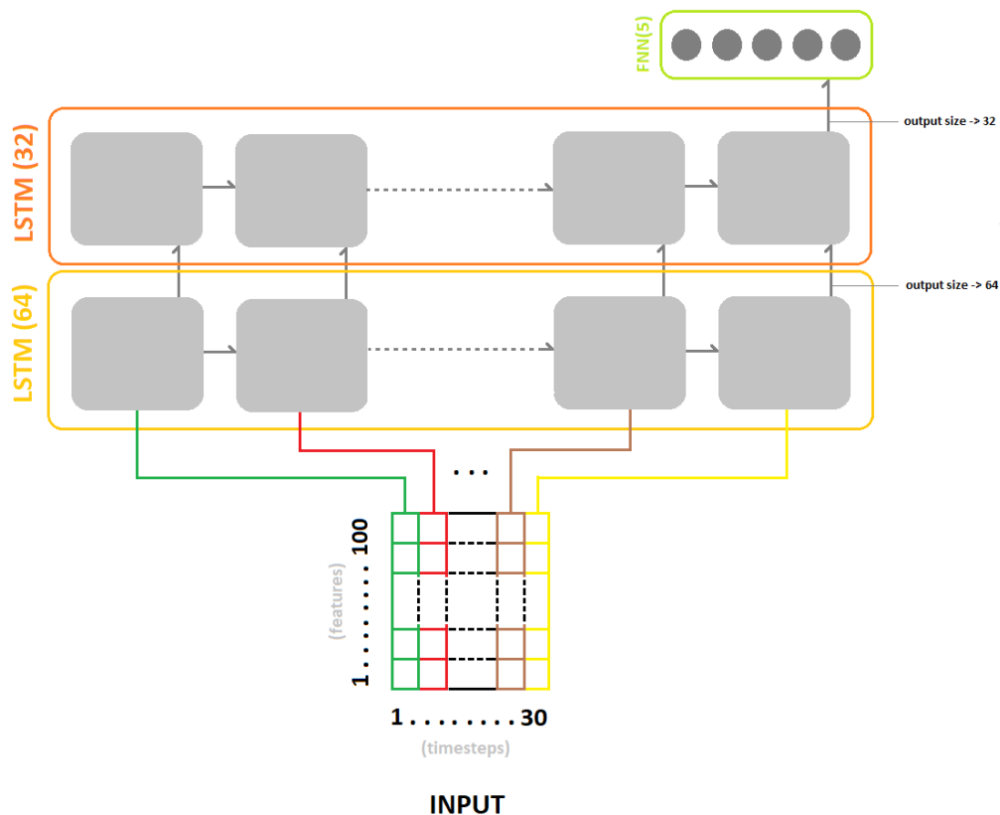 FNN(5)
output size -> 32
LSTM (32)
output size -> 64
LSTM (64)
. . .
1 . . . . . . . . 100
(features)
1 . . . . . . . . 30
(timesteps)
INPUT